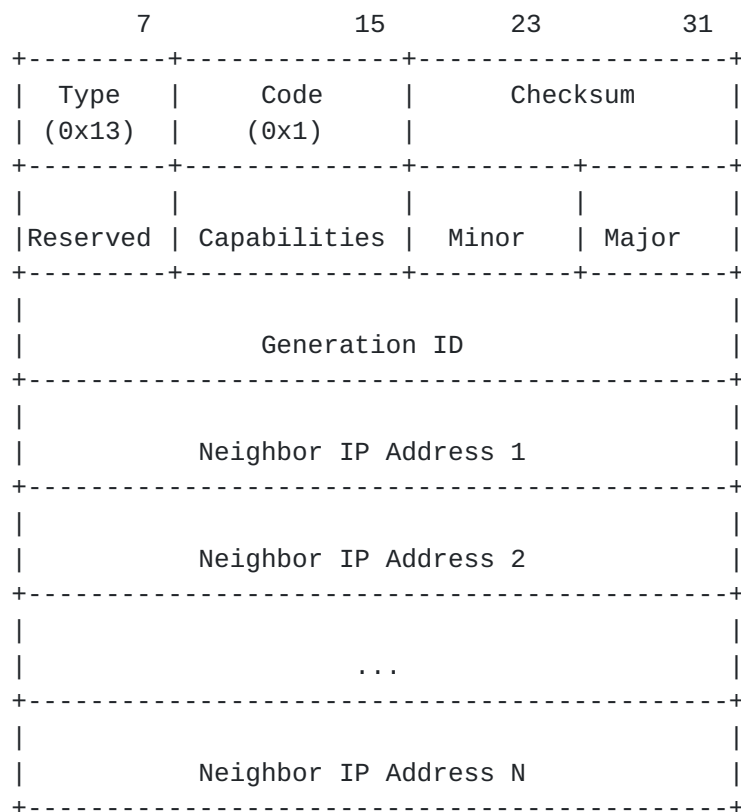 7 15 23 31
Type Code Checksum
(0x13) (0x1)
Reserved Capabilities Minor Major
Generation ID
Neighbor IP Address 1
Neighbor IP Address 2
...
Neighbor IP Address N